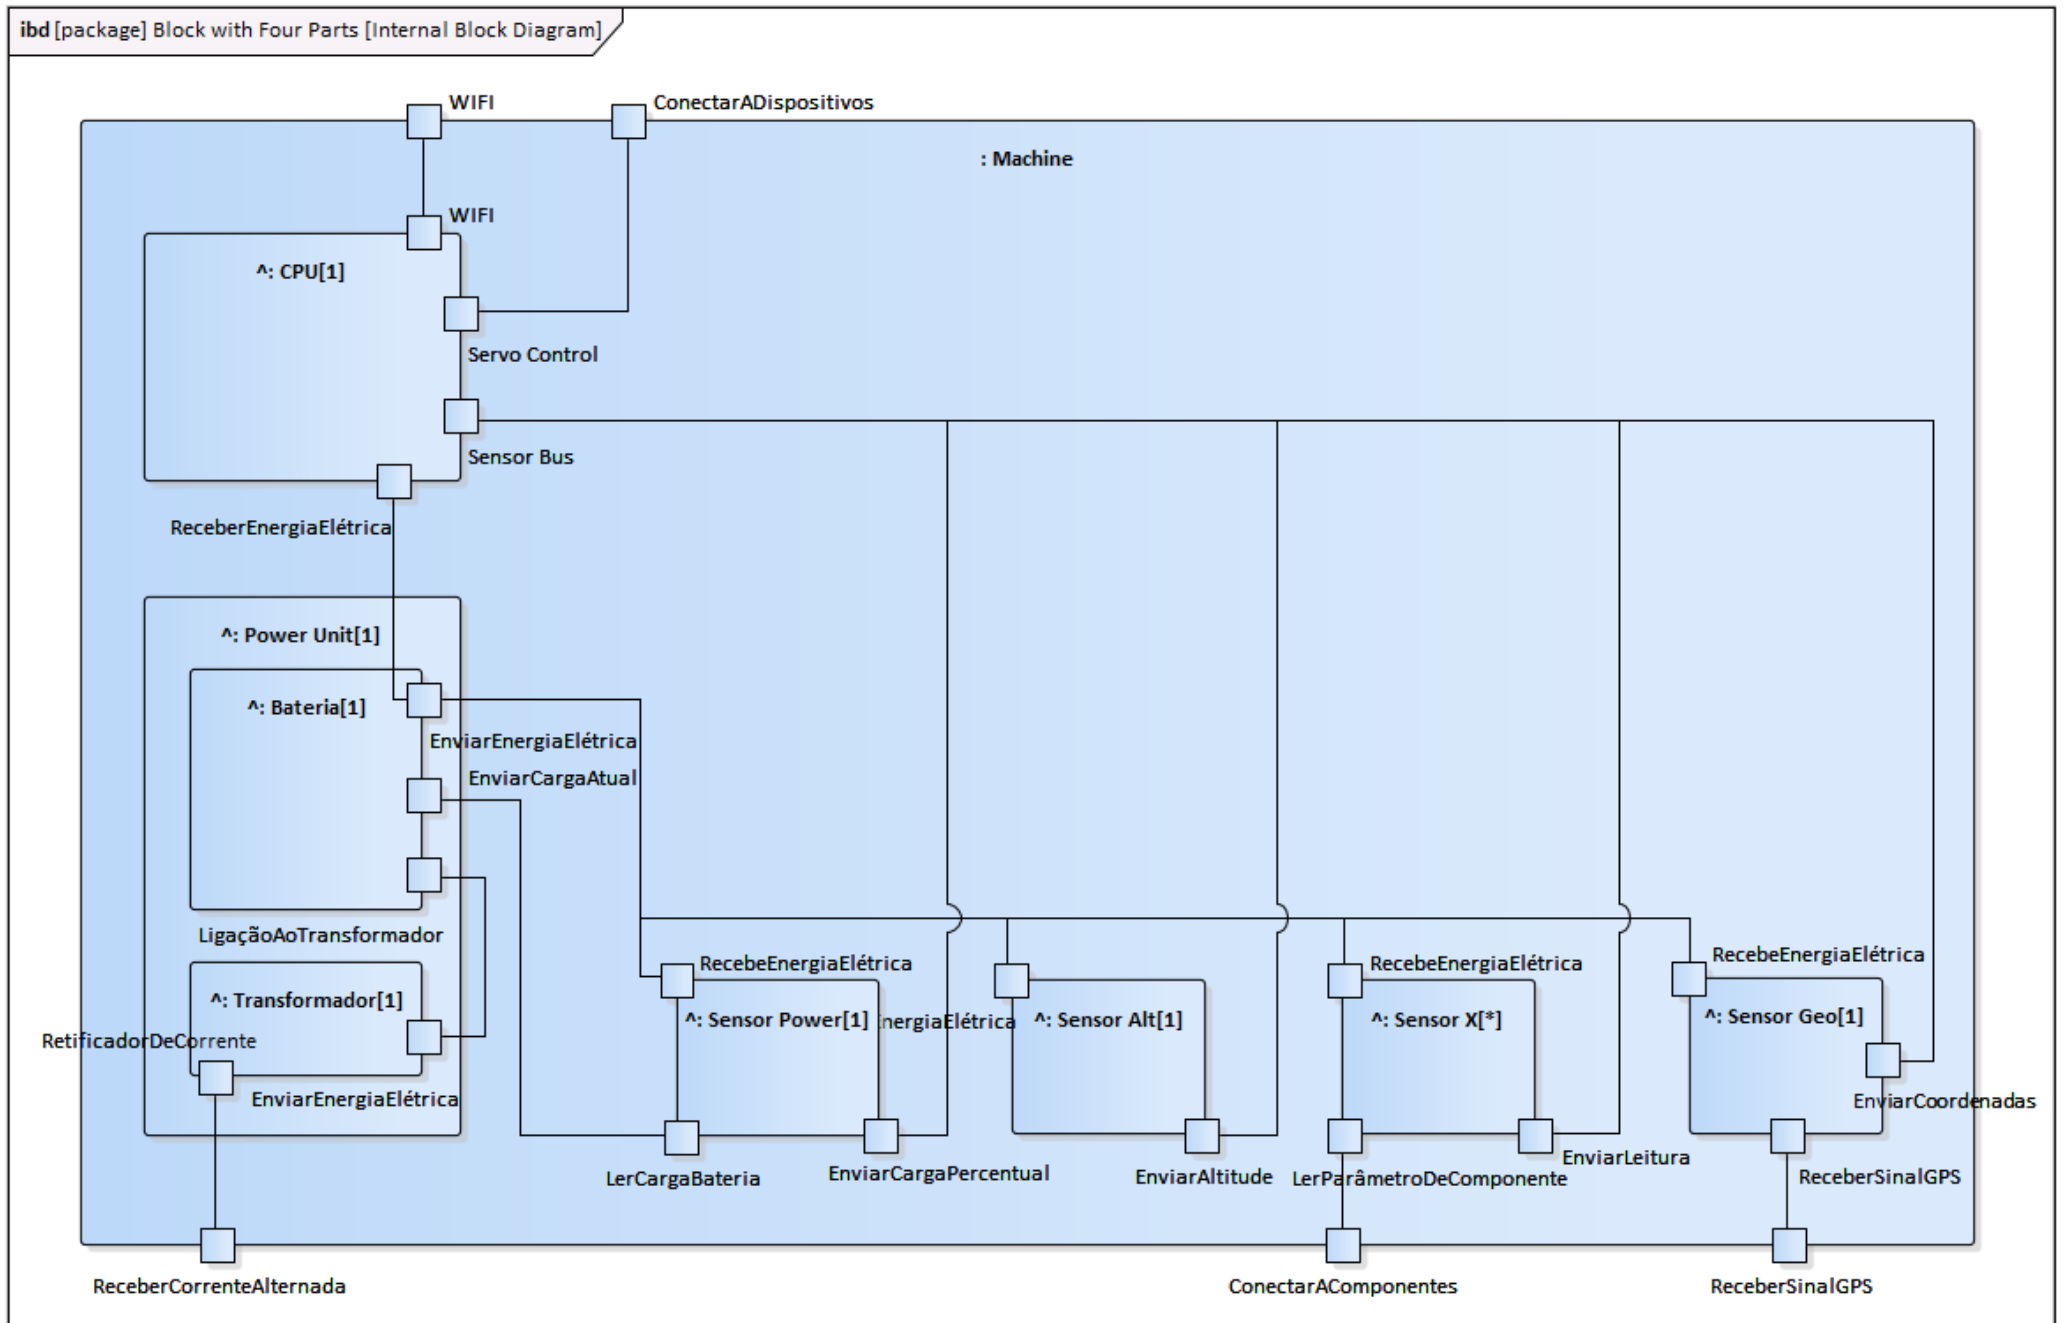 ibd [package] Block with Four Parts [Internal Block Diagram]
WIFI
ConectarADispositivos
: Machine
WIFI
^: CPU[1]
Servo Control
Sensor Bus
ReceberEnergiaElétrica
^: Power Unit[1]
^: Bateria[1]
EnviarEnergiaElétrica
EnviarCargaAtual
LigaçãoAoTransformador
^: Transformador[1]
RetificadorDeCorrente
EnviarEnergiaElétrica
RecebeEnergiaElétrica
^: Sensor Power[1]
LerCargaBateria
EnviarCargaPercentual
nergiaElétrica
^: Sensor Alt[1]
EnviarAltitude
RecebeEnergiaElétrica
^: Sensor X[*]
LerParâmetroDeComponente
EnviarLeitura
RecebeEnergiaElétrica
^: Sensor Geo[1]
EnviarCoordenadas
ReceberSinalGPS
ReceberCorrenteAlternada
ConectarAComponentes
ReceberSinalGPS